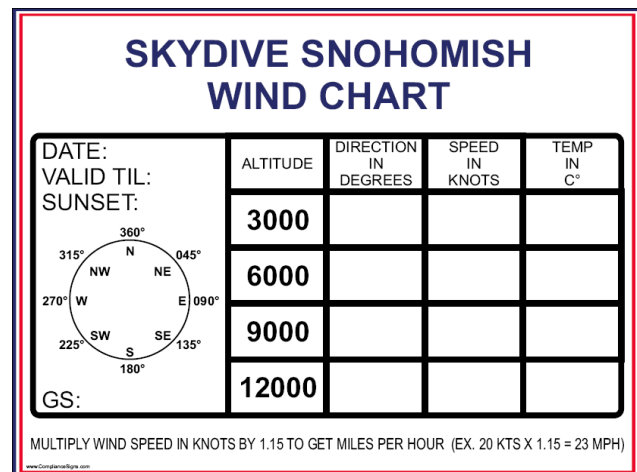 SKYDIVE SNOHOMISH
WIND CHART
DATE:
VALID TIL:
SUNSET:
360°
N
315°
045°
NW
NE
270°
W
E
090°
SW
SE
225°
135°
S
180°
GS:
ALTITUDE
DIRECTION
IN
DEGREES
SPEED
IN
KNOTS
TEMP
IN
C°
3000
6000
9000
12000
MULTIPLY WIND SPEED IN KNOTS BY 1.15 TO GET MILES PER HOUR (EX. 20 KTS X 1.15 = 23 MPH)
www.ComplianceSigns.com